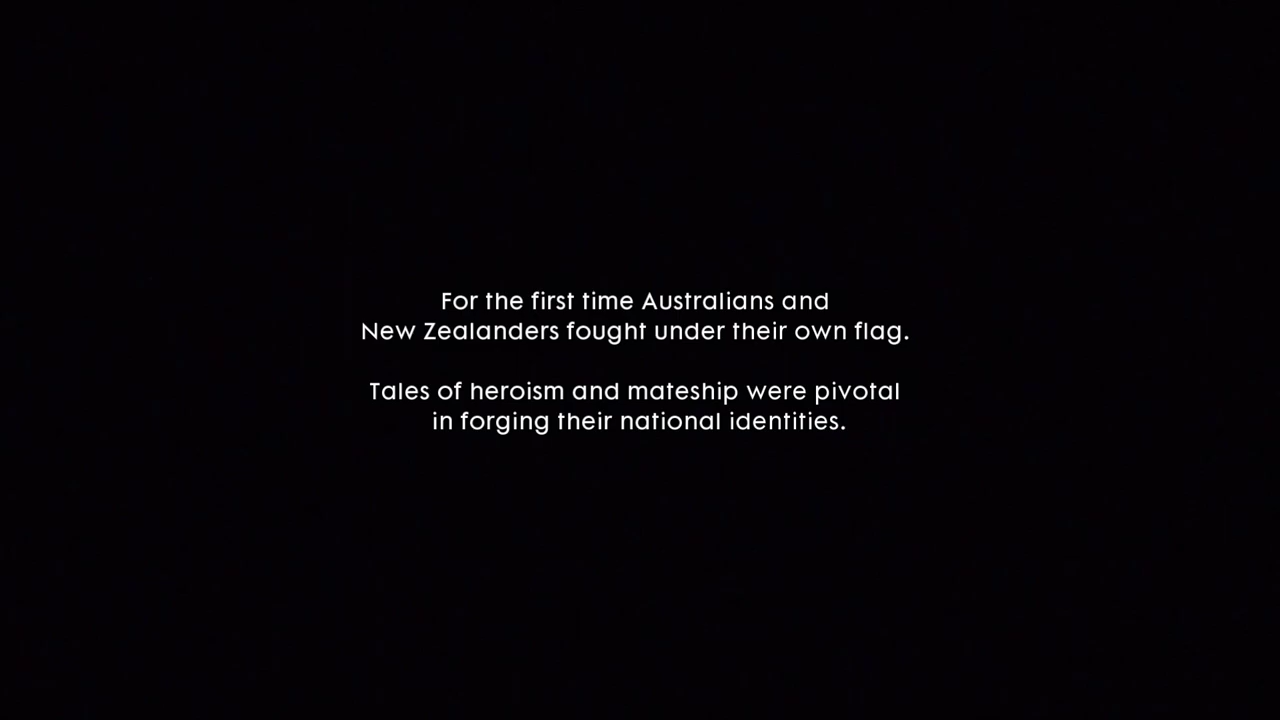 For the first time Australians and
New Zealanders fought under their own flag.
Tales of heroism and mateship were pivotal
in forging their national identities.